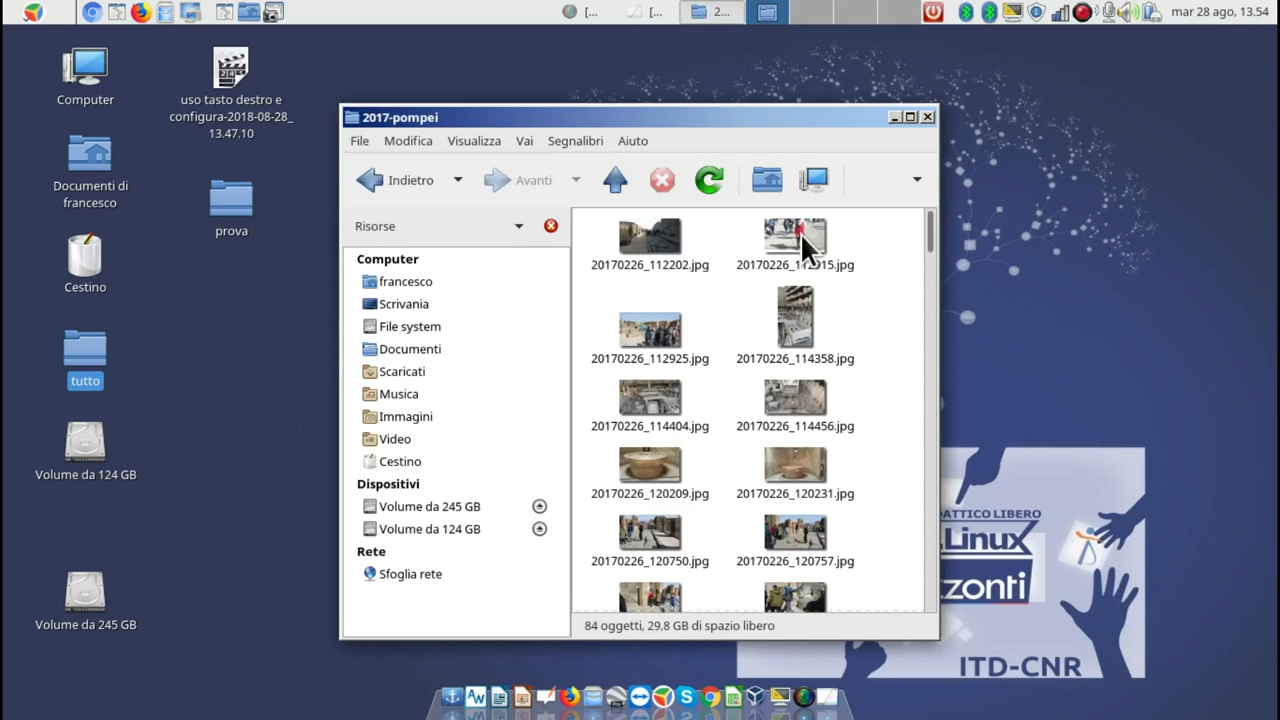 [...
[...
2...
mar 28 ago, 13.54
Computer
uso tasto destro e
configura-2018-08-28_
13.47.10
Documenti di
francesco
prova
Cestino
tutto
Volume da 124 GB
Volume da 245 GB
2017-pompei
File Modifica Visualizza Vai Segnalibri Aiuto
Indietro Avanti
Risorse
Computer
francesco
Scrivania
File system
Documenti
Scaricati
Musica
Immagini
Video
Cestino
Dispositivi
Volume da 245 GB
Volume da 124 GB
Rete
Sfoglia rete
20170226_112202.jpg
20170226_112925.jpg 20170226_114358.jpg
20170226_114404.jpg 20170226_114456.jpg
20170226_120209.jpg 20170226_120231.jpg
20170226_120750.jpg 20170226_120757.jpg
84 oggetti, 29,8 GB di spazio libero
DATTICO LIBERO
Linux
zzonti
ITD-CNR